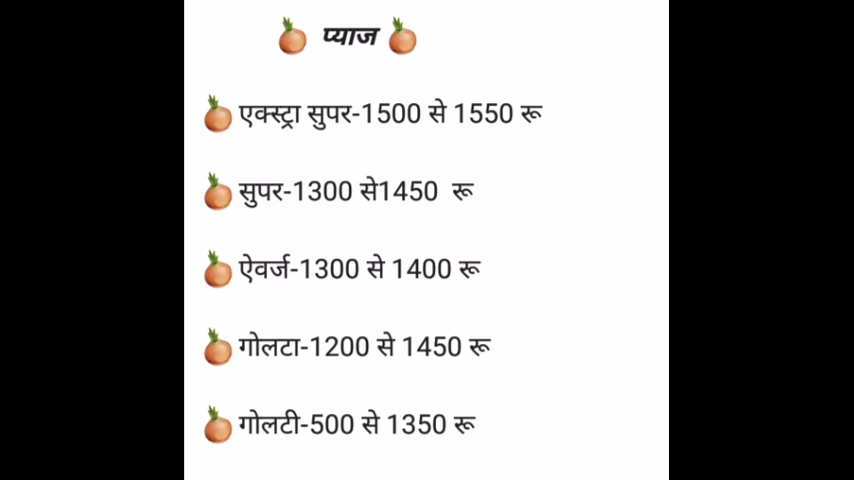 प्याज
एक्स्ट्रा सुपर-1500 से 1550 रू
सुपर-1300 से1450 रू
ऐवर्ज-1300 से 1400 रू
गोलटा-1200 से 1450 रू
गोलटी-500 से 1350 रू